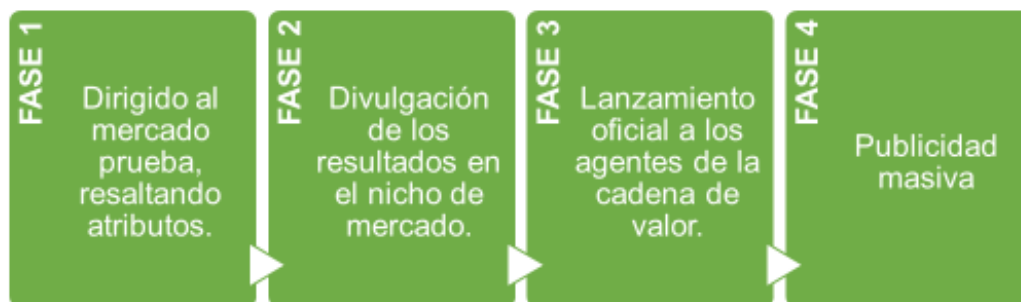 FASE 1
Dirigido al
mercado
prueba,
resaltando
atributos.
FASE 2
Divulgación
de los
resultados en
el nicho de
mercado.
FASE 3
Lanzamiento
oficial a los
agentes de la
cadena de
valor.
FASE 4
Publicidad
masiva